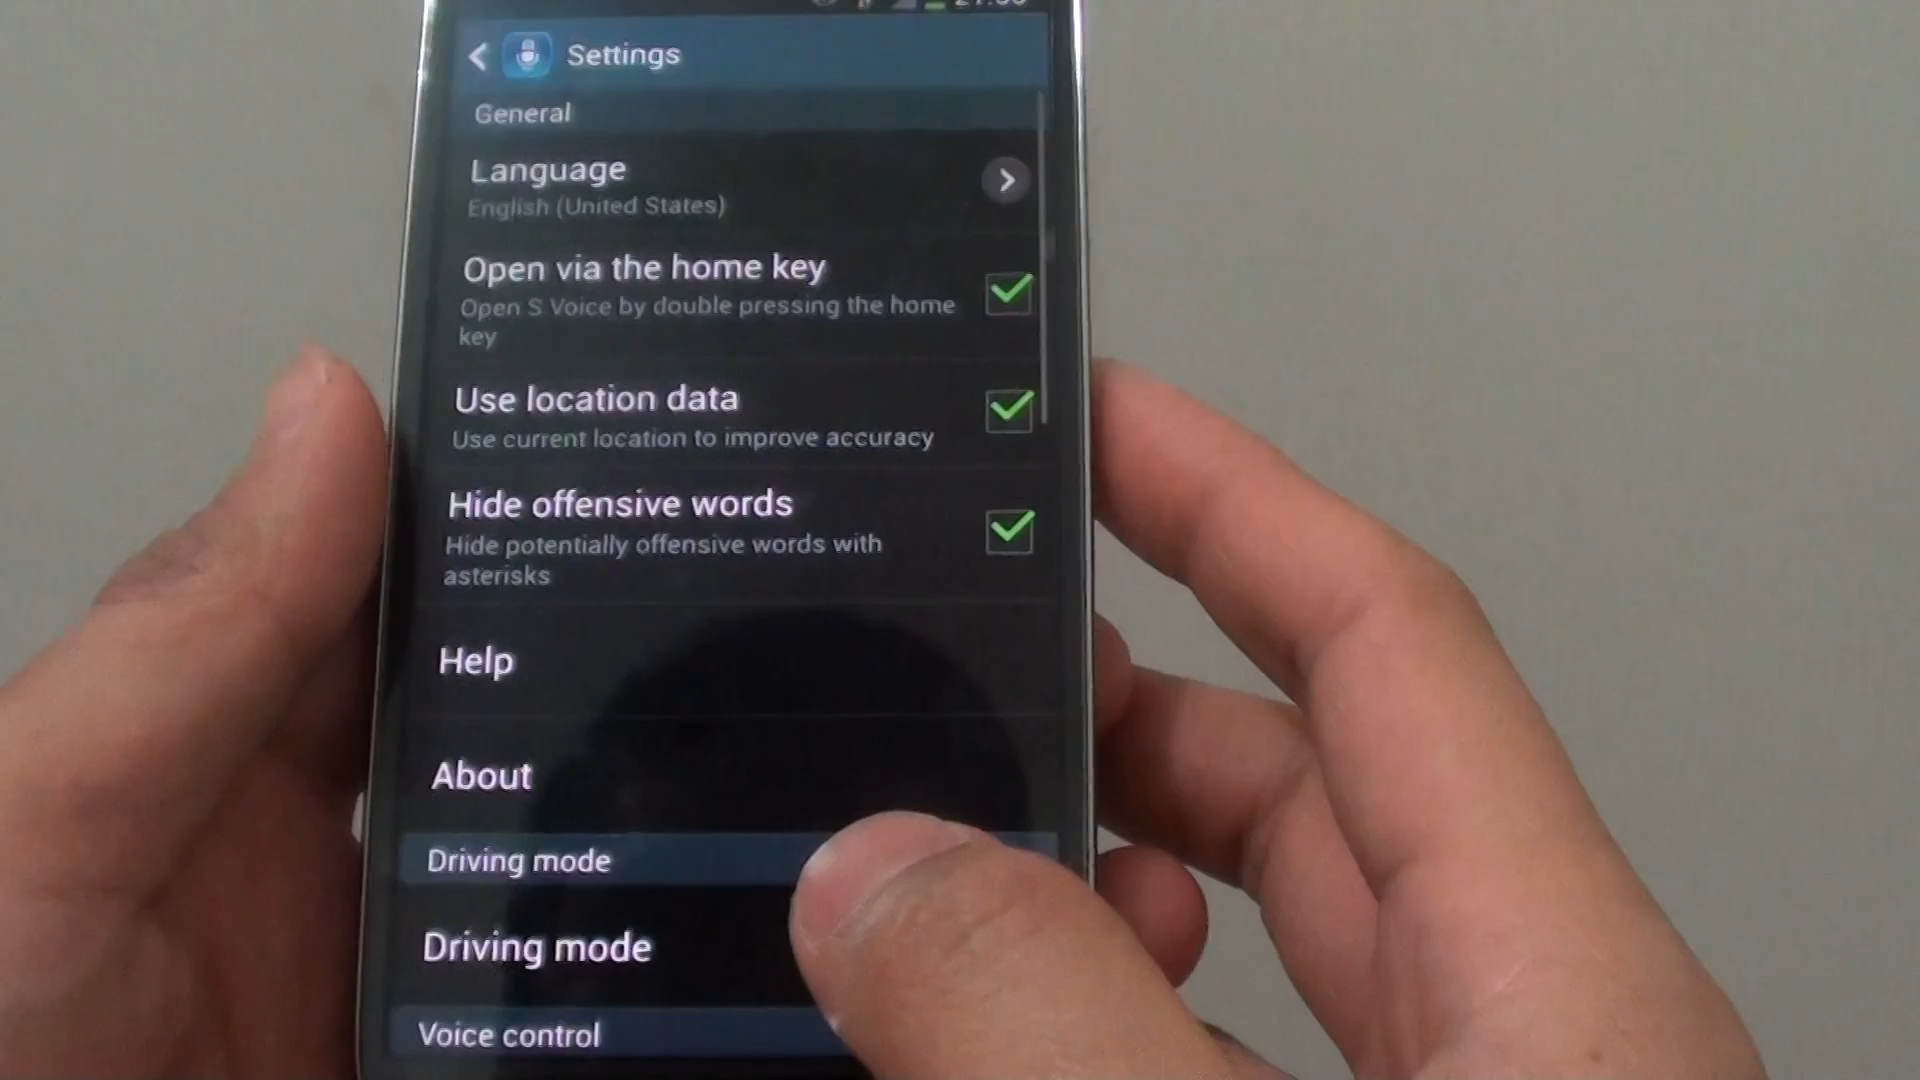 Settings
General
Language
English (United States)
Open via the home key
Open S Voice by double pressing the home
key
Use location data
Use current location to improve accuracy
Hide offensive words
Hide potentially offensive words with
asterisks
Help
About
Driving mode
Driving mode
Voice control